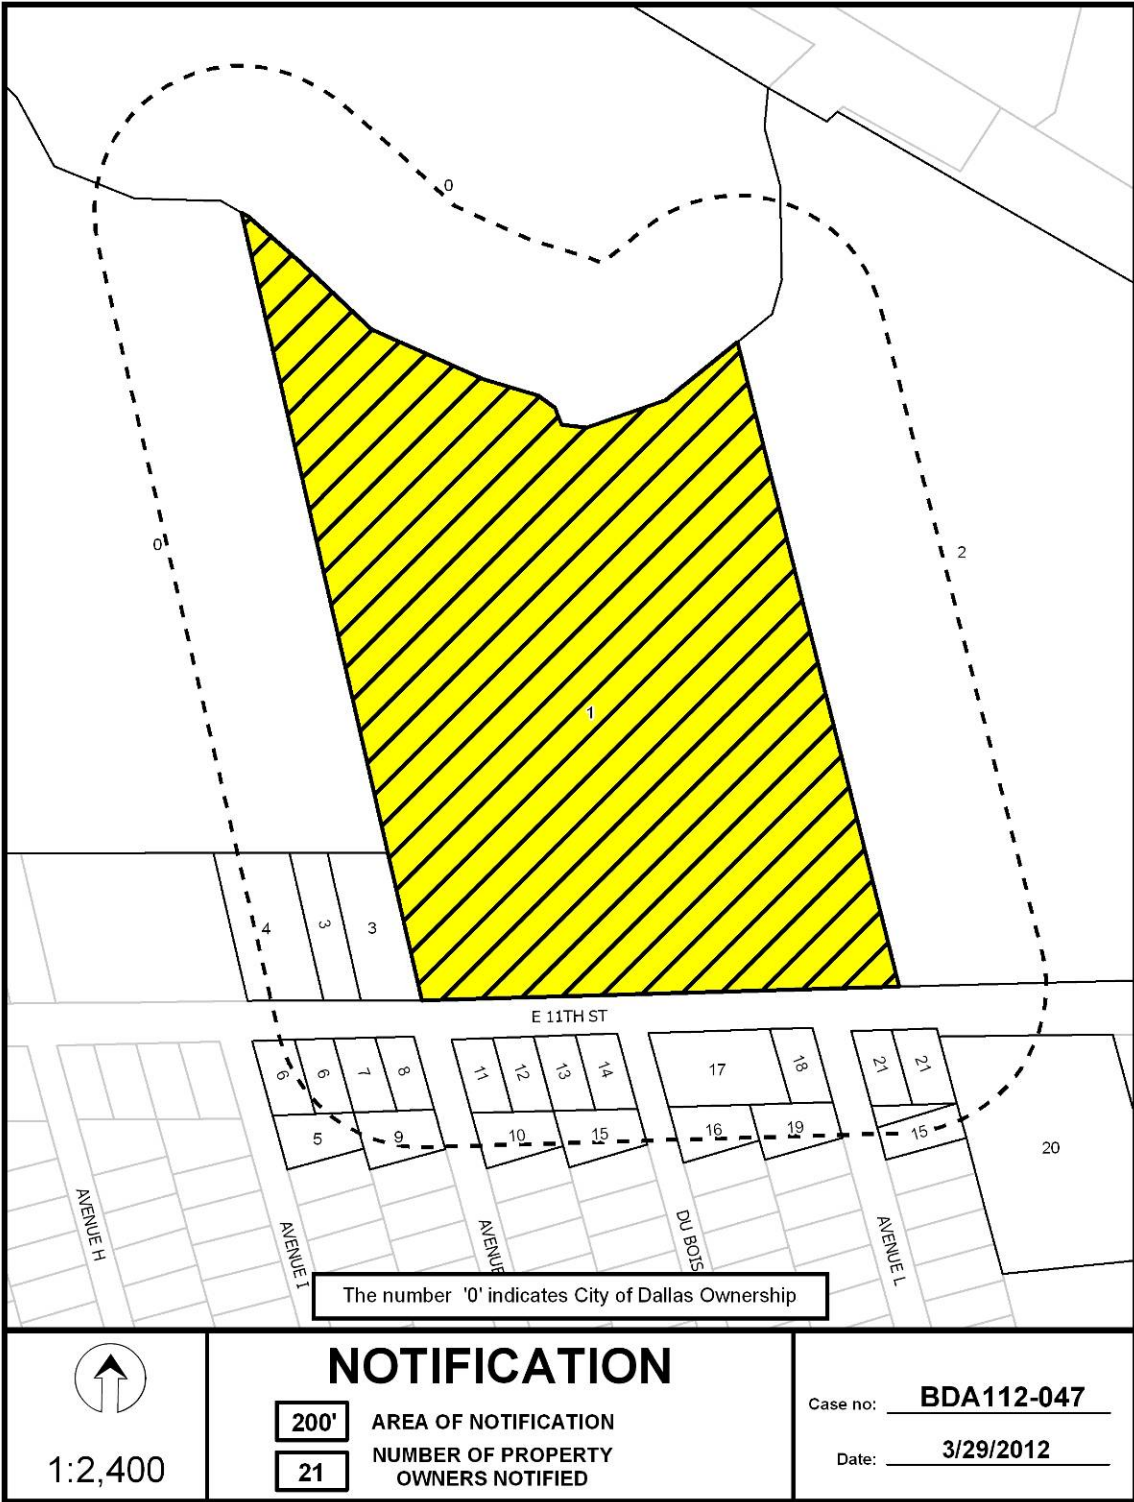 0
0
2
1
4
3
3
E 11TH ST
6
6
7
8
11
12
13
14
17
18
21
21
5
9
10
15
16
19
15
20
AVENUE H
AVENUE I
AVENUE
DU BOIS
AVENUE L
The number '0' indicates City of Dallas Ownership
1:2,400
NOTIFICATION
200' AREA OF NOTIFICATION
21 NUMBER OF PROPERTY
OWNERS NOTIFIED
Case no: BDA112-047
Date: 3/29/2012